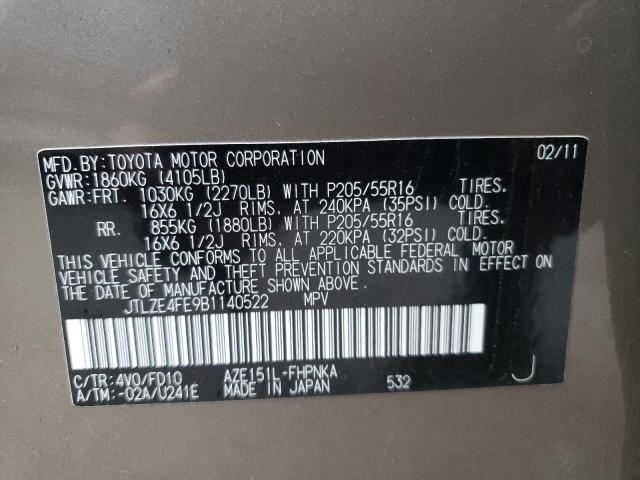 MFD.BY:TOYOTA MOTOR CORPORATION 02/11
GVWR:1860KG (4105LB)
GAWR:FRT. 1030KG (2270LB) WITH P205/55R16 TIRES.
16X6 1/2J RIMS, AT 240KPA (35PSI) COLD.
RR. 855KG (1880LB) WITH P205/55R16 TIRES,
16X6 1/2J RIMS, AT 220KPA (32PSI) COLD.
THIS VEHICLE CONFORMS TO ALL APPLICABLE FEDERAL MOTOR
VEHICLE SAFETY AND THEFT PREVENTION STANDARDS IN EFFECT ON
THE DATE OF MANUFACTURE SHOWN ABOVE.
JTLZE4FE9B1140522 MPV
C/TR:4V0/FD10 AZE151L-FHPNKA
A/TM:-02A/U241E MADE IN JAPAN 532 J